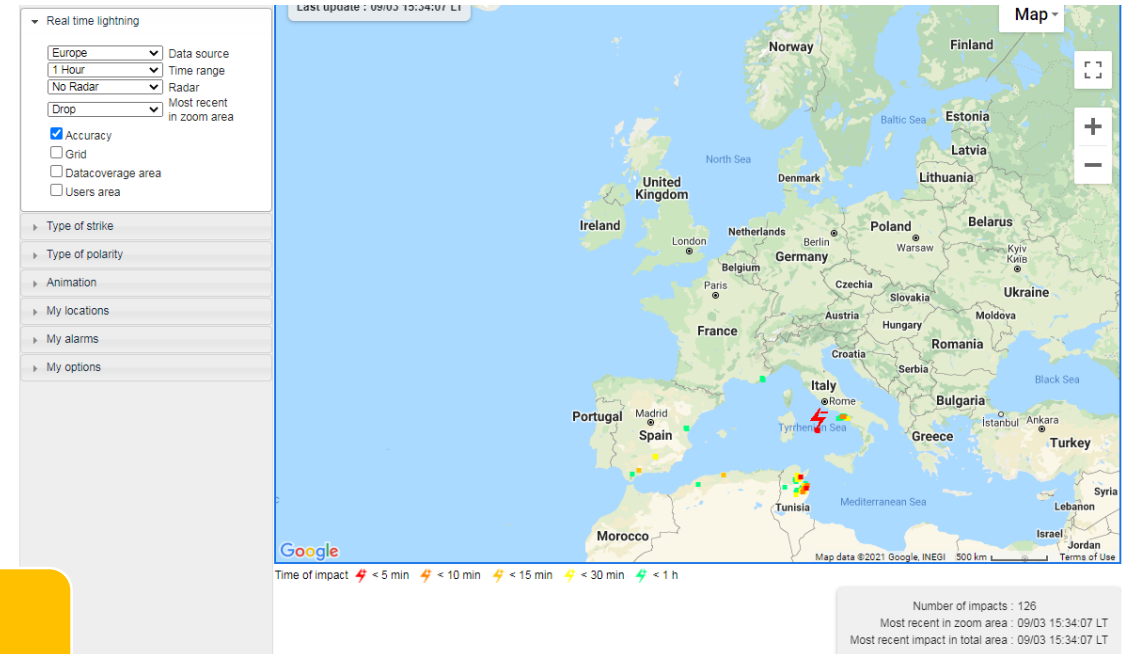 Real time lightning
Europe
Data source
1 Hour
Time range
No Radar
Radar
Drop
Most recent
in zoom area
Accuracy
Grid
Datacoverage area
Users area
Type of strike
Type of polarity
Animation
My locations
My alarms
My options
Last update : 09/03 15:34:07 LT
Map
Norway
Finland
Baltic Sea
Estonia
North Sea
Latvia
United
Kingdom
Denmark
Lithuania
Ireland
Netherlands
Poland
Belarus
London
Berlin
Warsaw
Germany
Kyiv
Київ
Belgium
Paris
Czechia
Slovakia
Ukraine
Austria
Moldova
France
Hungary
Romania
Croatia
Serbia
Italy
Black Sea
Rome
Bulgaria
Portugal
Madrid
Tyrrhenian Sea
İstanbul
Ankara
Spain
Greece
Turkey
Syria
Tunisia
Mediterranean Sea
Lebanon
Morocco
Israel
Jordan
Google
Map data ©2021 Google, INEGI
500 km
Terms of Use
Time of impact < 5 min < 10 min < 15 min < 30 min < 1 h
Number of impacts : 126
Most recent in zoom area : 09/03 15:34:07 LT
Most recent impact in total area : 09/03 15:34:07 LT